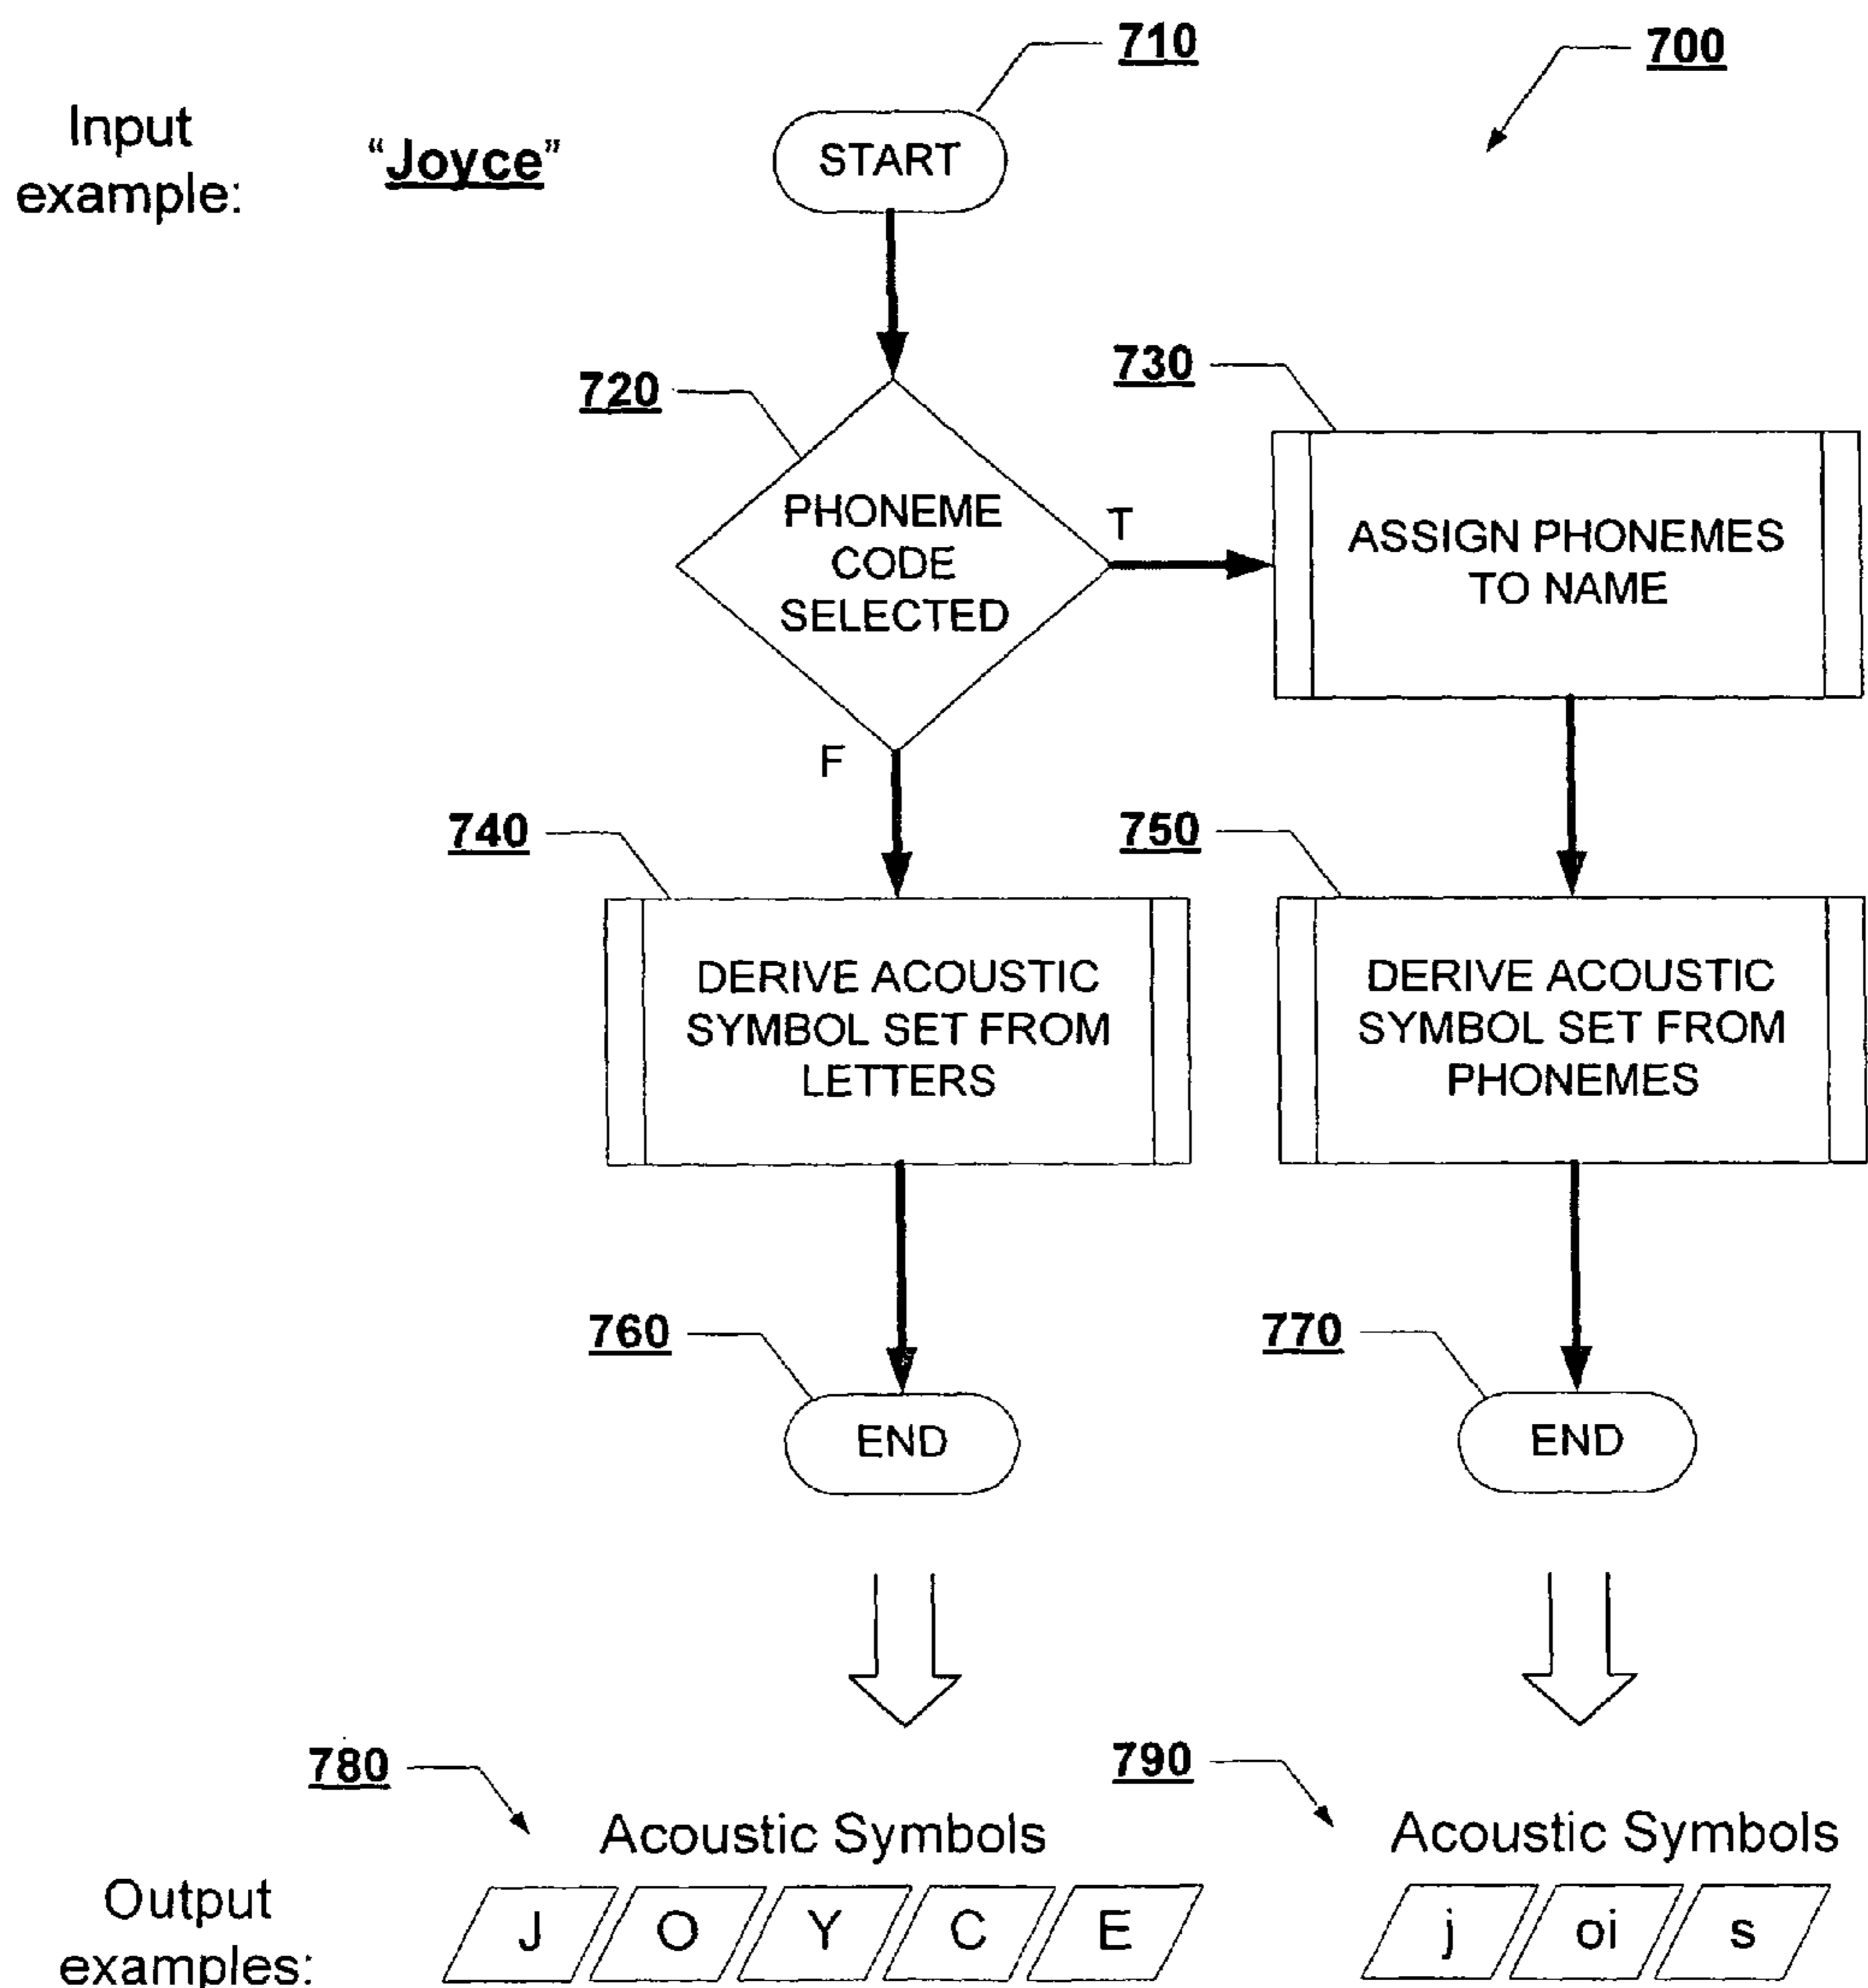 710
700
Input
example:
“Joyce”
START
720
730
PHONEME
CODE
SELECTED
T
ASSIGN PHONEMES
TO NAME
F
740
750
DERIVE ACOUSTIC
SYMBOL SET FROM
LETTERS
DERIVE ACOUSTIC
SYMBOL SET FROM
PHONEMES
760
770
END
END
780
790
Acoustic Symbols
Acoustic Symbols
Output
examples:
J O Y C E
j oi s